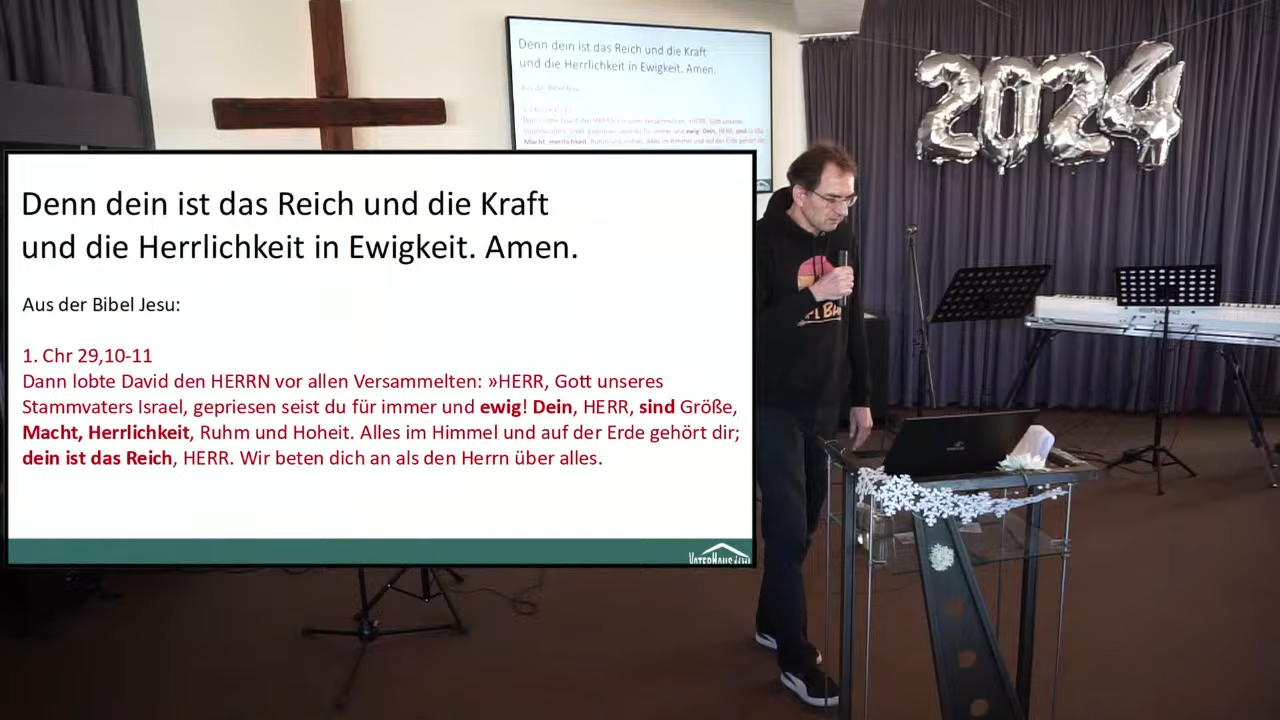 Denn dein ist das Reich und die Kraft
und die Herrlichkeit in Ewigkeit. Amen.
2024
Denn dein ist das Reich und die Kraft
und die Herrlichkeit in Ewigkeit. Amen.
Aus der Bibel Jesu:
1. Chr 29,10-11
Dann lobte David den HERRN vor allen Versammelten: »HERR, Gott unseres
Stammvaters Israel, gepriesen seist du für immer und ewig! Dein, HERR, sind Größe,
Macht, Herrlichkeit, Ruhm und Hoheit. Alles im Himmel und auf der Erde gehört dir;
dein ist das Reich, HERR. Wir beten dich an als den Herrn über alles.
Roland